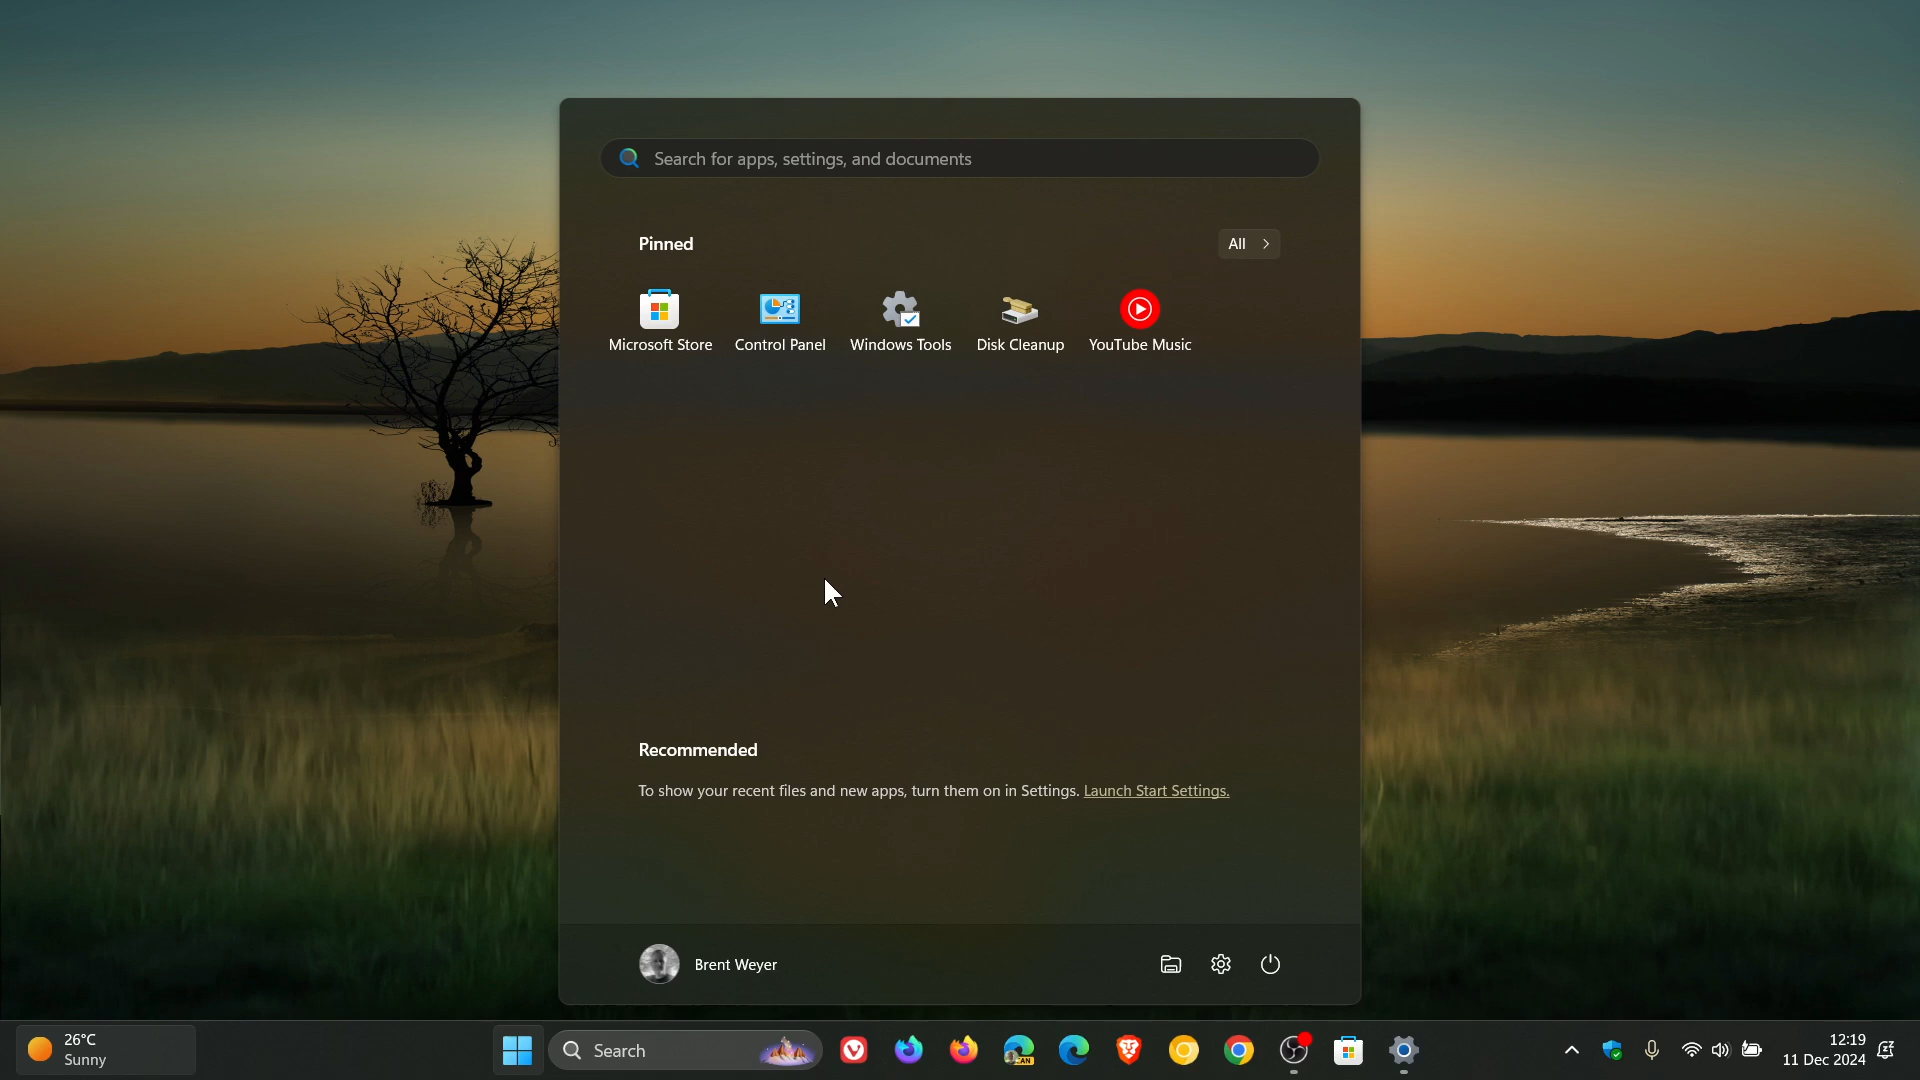 Search for apps, settings, and documents
Pinned
All
Microsoft Store
Control Panel
Windows Tools
Disk Cleanup
YouTube Music
Recommended
To show your recent files and new apps, turn them on in Settings. Launch Start Settings.
Brent Weyer
26°C
Sunny
Search
CAN
12:19
11 Dec 2024